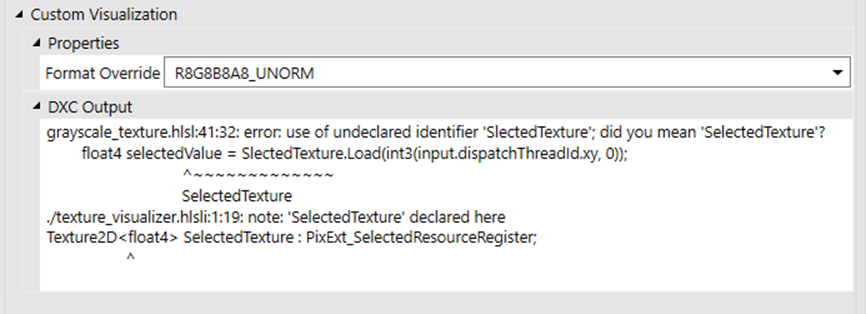 Custom Visualization
Properties
Format Override R8G8B8A8_UNORM
DXC Output
grayscale_texture.hlsl:41:32: error: use of undeclared identifier 'SlectedTexture'; did you mean 'SelectedTexture'?
float4 selectedValue = SlectedTexture.Load(int3(input.dispatchThreadId.xy, 0));
^~~~~~~~~~~~~~
SelectedTexture
./texture_visualizer.hlsli:1:19: note: 'SelectedTexture' declared here
Texture2D<float4> SelectedTexture : PixExt_SelectedResourceRegister;
^